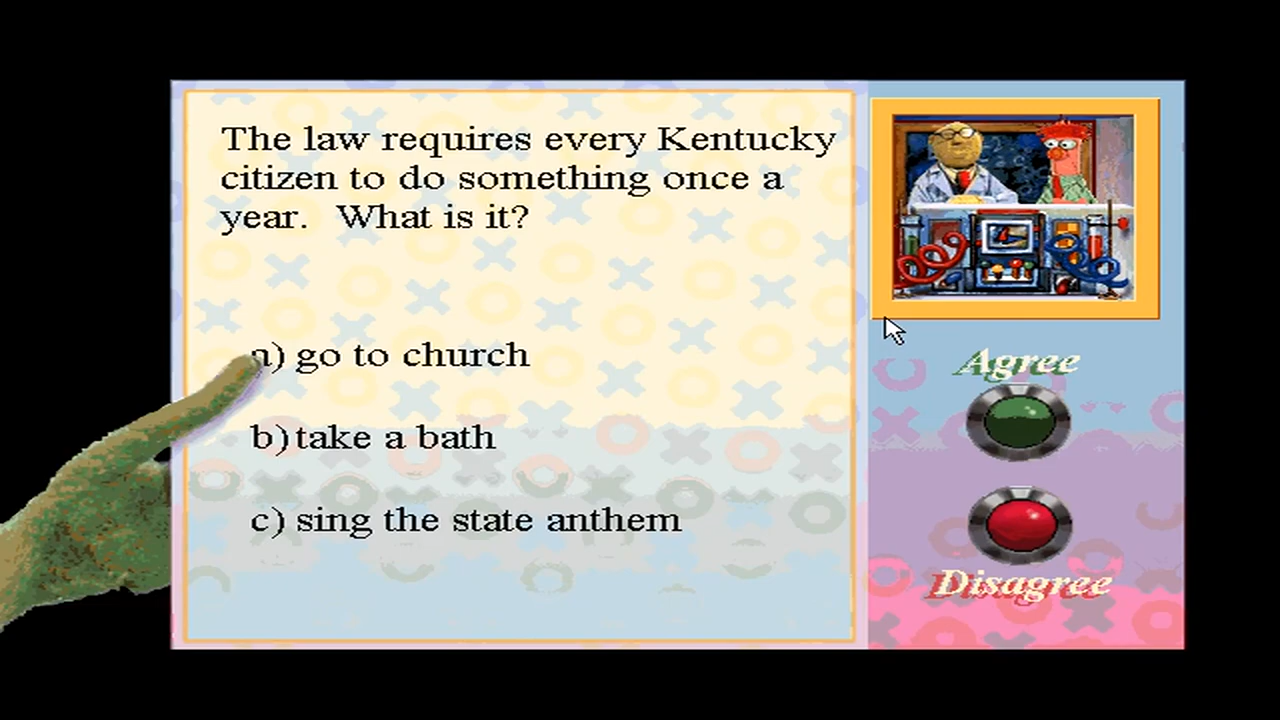 The law requires every Kentucky
citizen to do something once a
year. What is it?
a) go to church
b) take a bath
c) sing the state anthem
Agree
Disagree